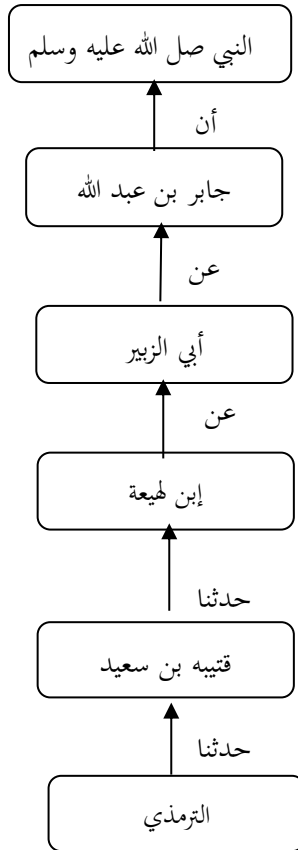 النبي صل الله عليه وسلم
أن
جابر بن عبد الله
عن
أبي الزبير
عن
إبن لهيعة
حدثنا
قتيبه بن سعيد
حدثنا
الترمذي